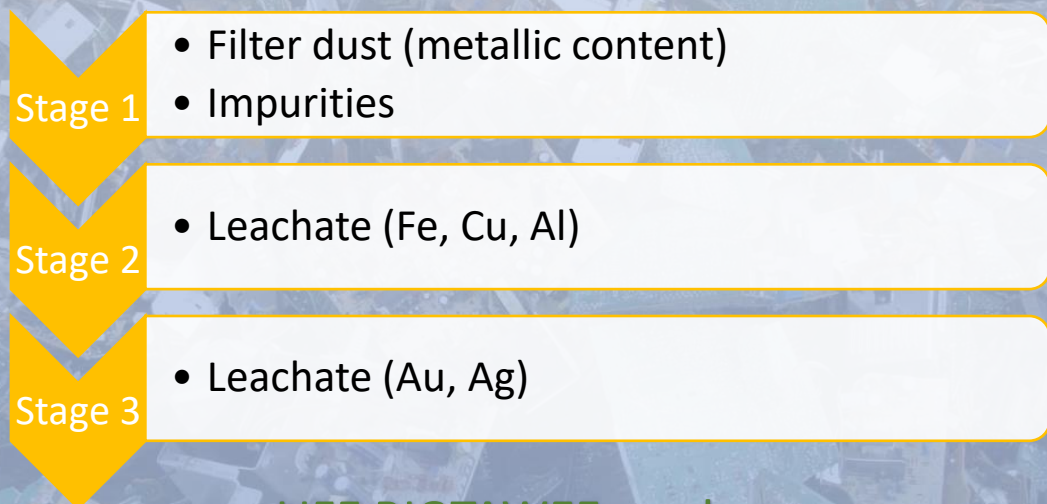 Stage 1
• Filter dust (metallic content)
• Impurities
Stage 2
• Leachate (Fe, Cu, Al)
Stage 3
• Leachate (Au, Ag)